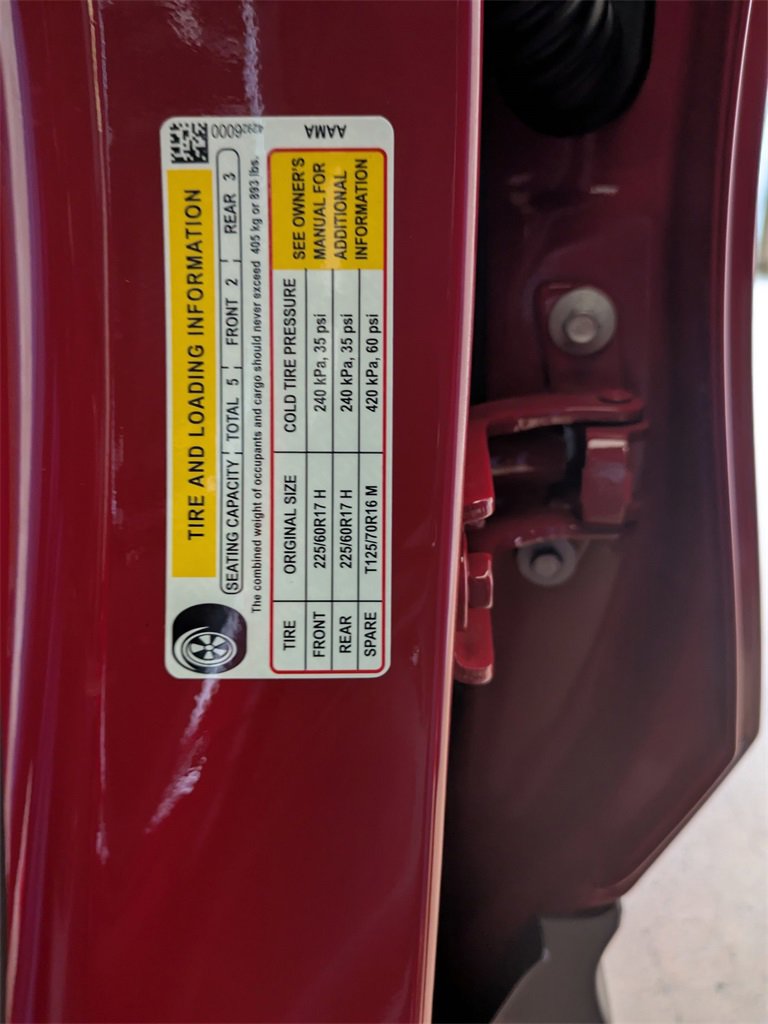 TIRE AND LOADING INFORMATION
SEATING CAPACITY TOTAL 5 FRONT 2 REAR 3
The combined weight of occupants and cargo should never exceed 405 kg or 893 lbs.
TIRE ORIGINAL SIZE COLD TIRE PRESSURE
FRONT 225/60R17 H 240 kPa, 35 psi
REAR 225/60R17 H 240 kPa, 35 psi
SPARE T125/70R16 M 420 kPa, 60 psi
SEE OWNER'S
MANUAL FOR
ADDITIONAL
INFORMATION
42926000
AAMA